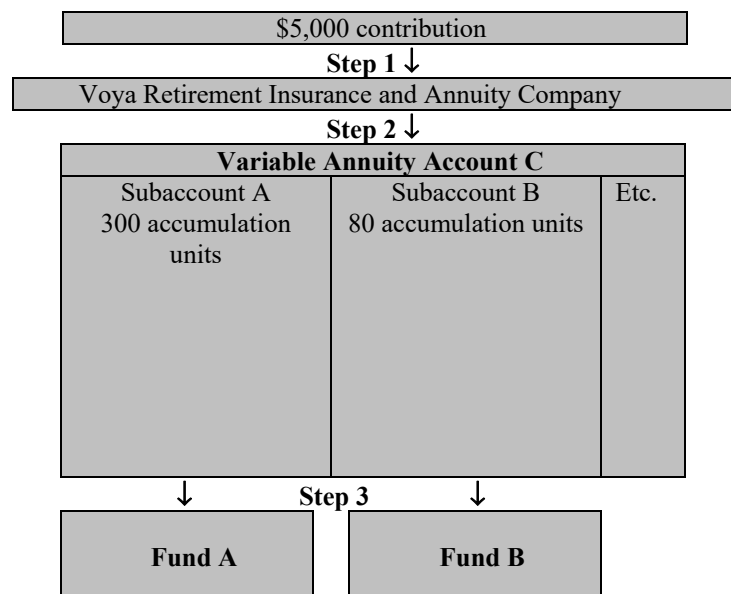 $5,000 contribution
Step 1 ↓
Voya Retirement Insurance and Annuity Company
Step 2 ↓
Variable Annuity Account C
Subaccount A
300 accumulation
units
Subaccount B
80 accumulation units
Etc.
↓ Step 3 ↓
Fund A
Fund B